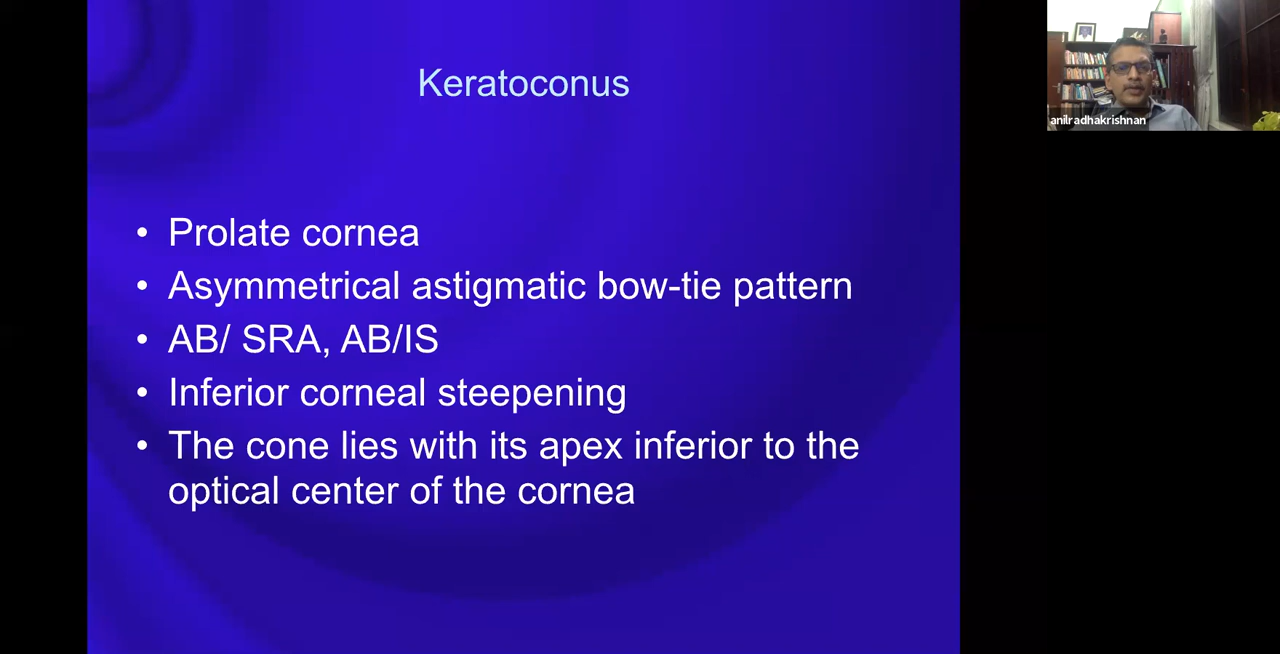 Keratoconus
• Prolate cornea
• Asymmetrical astigmatic bow-tie pattern
• AB/ SRA, AB/IS
• Inferior corneal steepening
• The cone lies with its apex inferior to the
optical center of the cornea
anilradhakrishnan